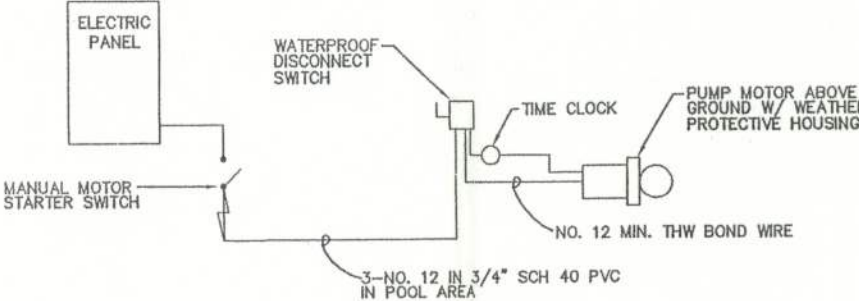 ELECTRIC
PANEL
WATERPROOF
DISCONNECT
SWITCH
TIME CLOCK
PUMP MOTOR ABOVE
GROUND W/ WEATHER
PROTECTIVE HOUSING
MANUAL MOTOR
STARTER SWITCH
NO. 12 MIN. THW BOND WIRE
3-NO. 12 IN 3/4" SCH 40 PVC
IN POOL AREA